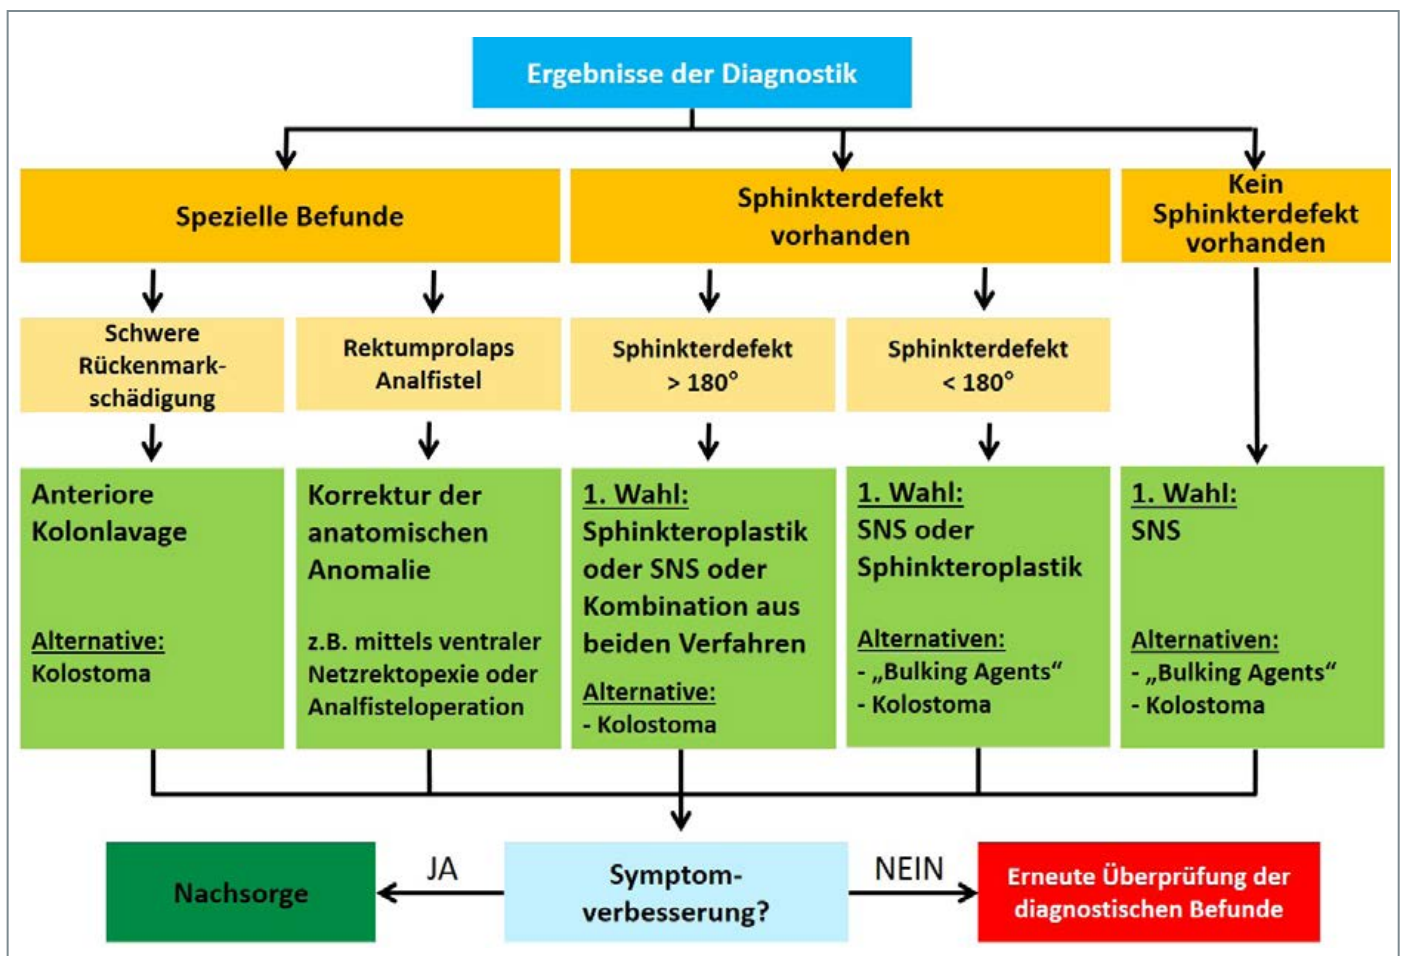 Ergebnisse der Diagnostik
Spezielle Befunde
Sphinkterdefekt
vorhanden
Kein
Sphinkterdefekt
vorhanden
Schwere
Rückenmark-
schädigung
Rektumprolaps
Analfistel
Sphinkterdefekt
> 180°
Sphinkterdefekt
< 180°
Anteriore
Kolonlavage
Alternative:
Kolostoma
Korrektur der
anatomischen
Anomalie
z.B. mittels ventraler
Netzrektopexie oder
Analfisteloperation
1. Wahl:
Sphinkteroplastik
oder SNS oder
Kombination aus
beiden Verfahren
Alternative:
- Kolostoma
1. Wahl:
SNS oder
Sphinkteroplastik
Alternativen:
- „Bulking Agents“
- Kolostoma
1. Wahl:
SNS
Alternativen:
- „Bulking Agents“
- Kolostoma
Nachsorge
JA
Symptom-
verbesserung?
NEIN
Erneute Überprüfung der
diagnostischen Befunde